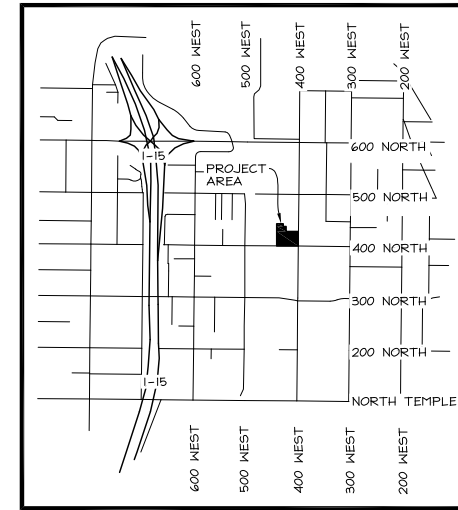 600 WEST
500 WEST
400 WEST
300 WEST
200 WEST
600 NORTH
I-15
PROJECT
AREA
500 NORTH
400 NORTH
300 NORTH
200 NORTH
I-15
NORTH TEMPLE
600 WEST
500 WEST
400 WEST
300 WEST
200 WEST